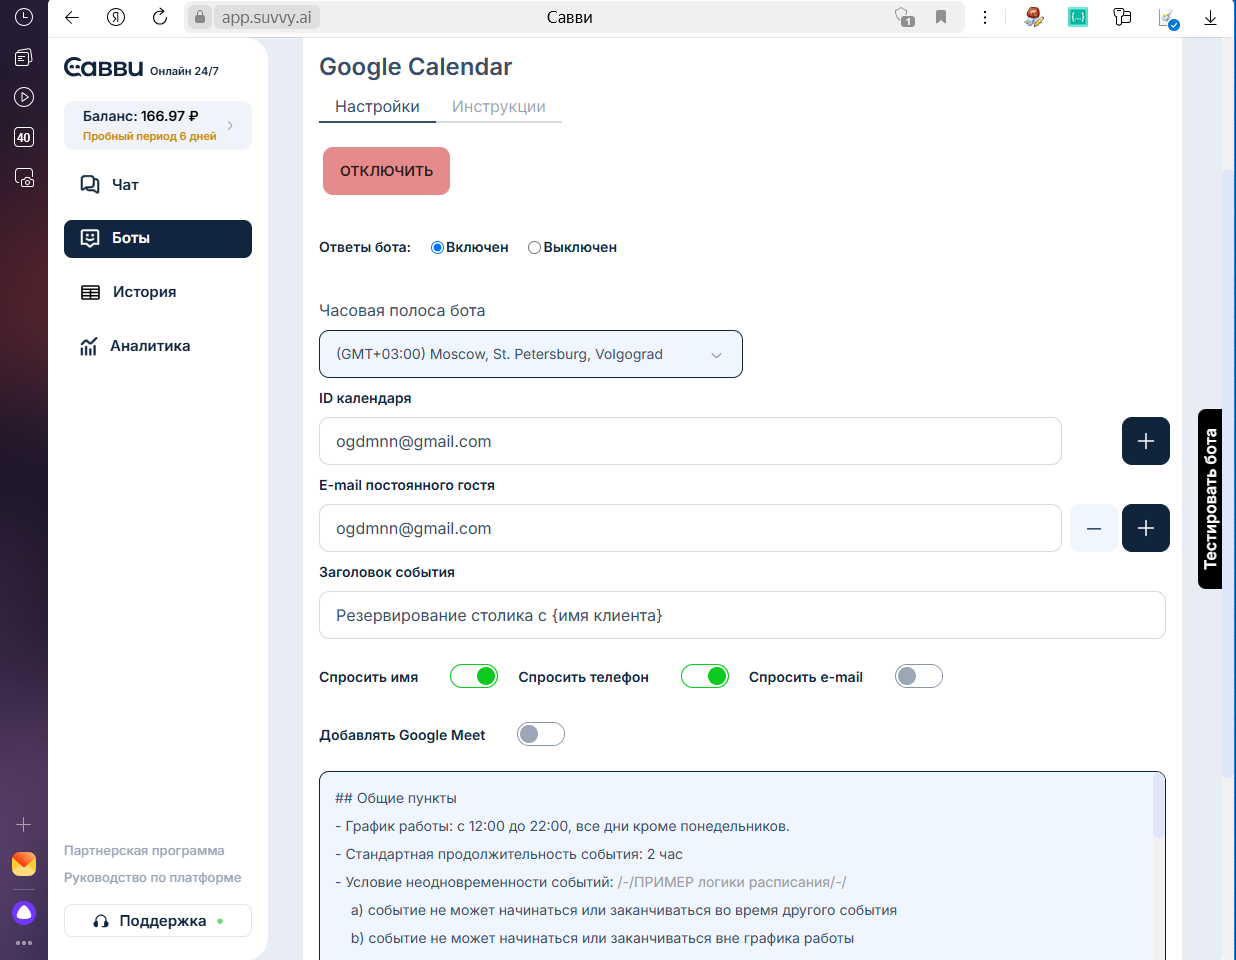 app.suvvy.ai
Савви
1
40
Савви Онлайн 24/7
Баланс: 166.97 ₽
Пробный период 6 дней
Чат
Боты
История
Аналитика
Партнерская программа
Руководство по платформе
Поддержка
Google Calendar
Настройки
Инструкции
ОТКЛЮЧИТЬ
Ответы бота: Включен Выключен
Часовая полоса бота
(GMT+03:00) Moscow, St. Petersburg, Volgograd
ID календаря
ogdmnn@gmail.com
E-mail постоянного гостя
ogdmnn@gmail.com
Заголовок события
Резервирование столика с {имя клиента}
Спросить имя Спросить телефон Спросить e-mail
Добавлять Google Meet
## Общие пункты
- График работы: с 12:00 до 22:00, все дни кроме понедельников.
- Стандартная продолжительность события: 2 час
- Условие неодновременности событий: /-/ПРИМЕР логики расписания/-/
a) событие не может начинаться или заканчиваться во время другого события
b) событие не может начинаться или заканчиваться вне графика работы
Тестировать бота